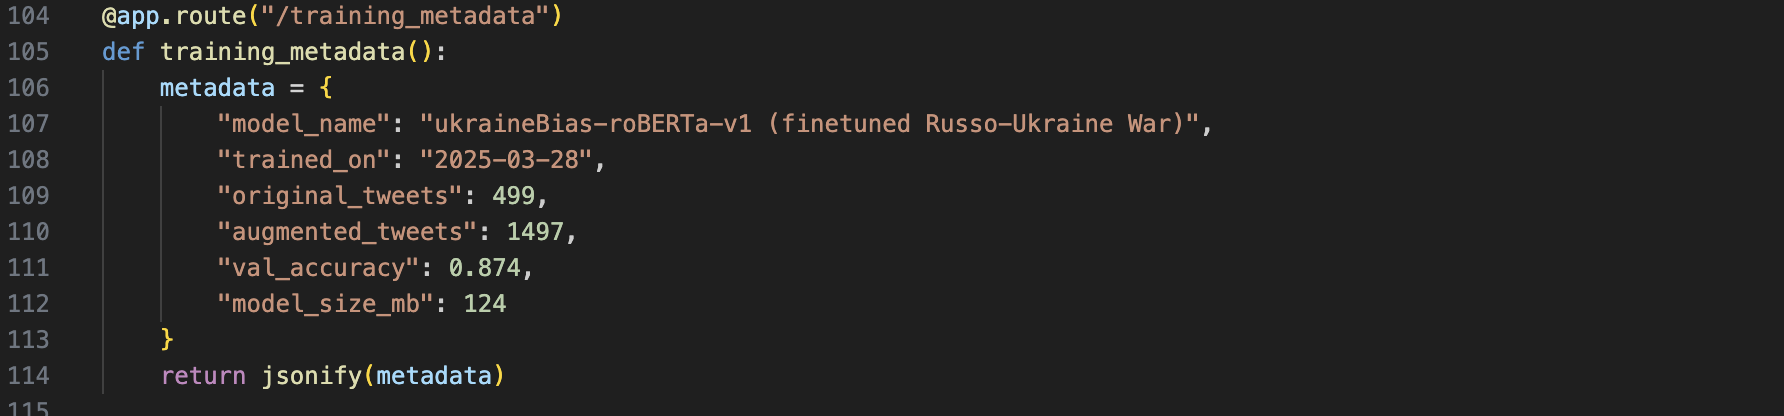 104 @app.route("/training_metadata")
105 def training_metadata():
106 metadata = {
107 "model_name": "ukraineBias-roBERTa-v1 (finetuned Russo-Ukraine War)",
108 "trained_on": "2025-03-28",
109 "original_tweets": 499,
110 "augmented_tweets": 1497,
111 "val_accuracy": 0.874,
112 "model_size_mb": 124
113 }
114 return jsonify(metadata)
115